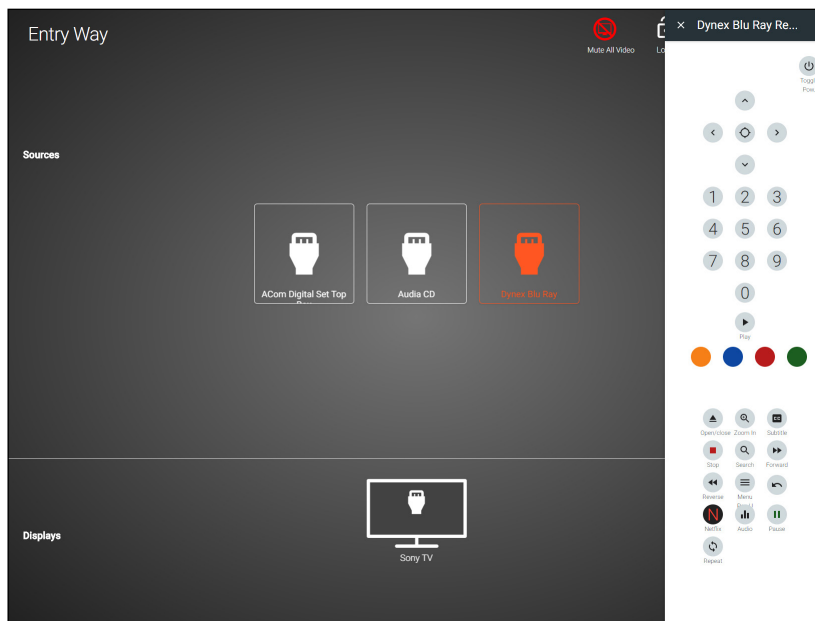 Entry Way
Mute All Video
Lo
× Dynex Blu Ray Re...
Toggl
Pow
Sources
1 2 3
4 5 6
7 8 9
0
Play
ACom Digital Set Top
Audia CD
Dynex Blu Ray
Open/close Zoom In Subtitle
Stop Search Forward
Reverse Menu
N
Netflix Audio Pause
Repeat
Displays
Sony TV